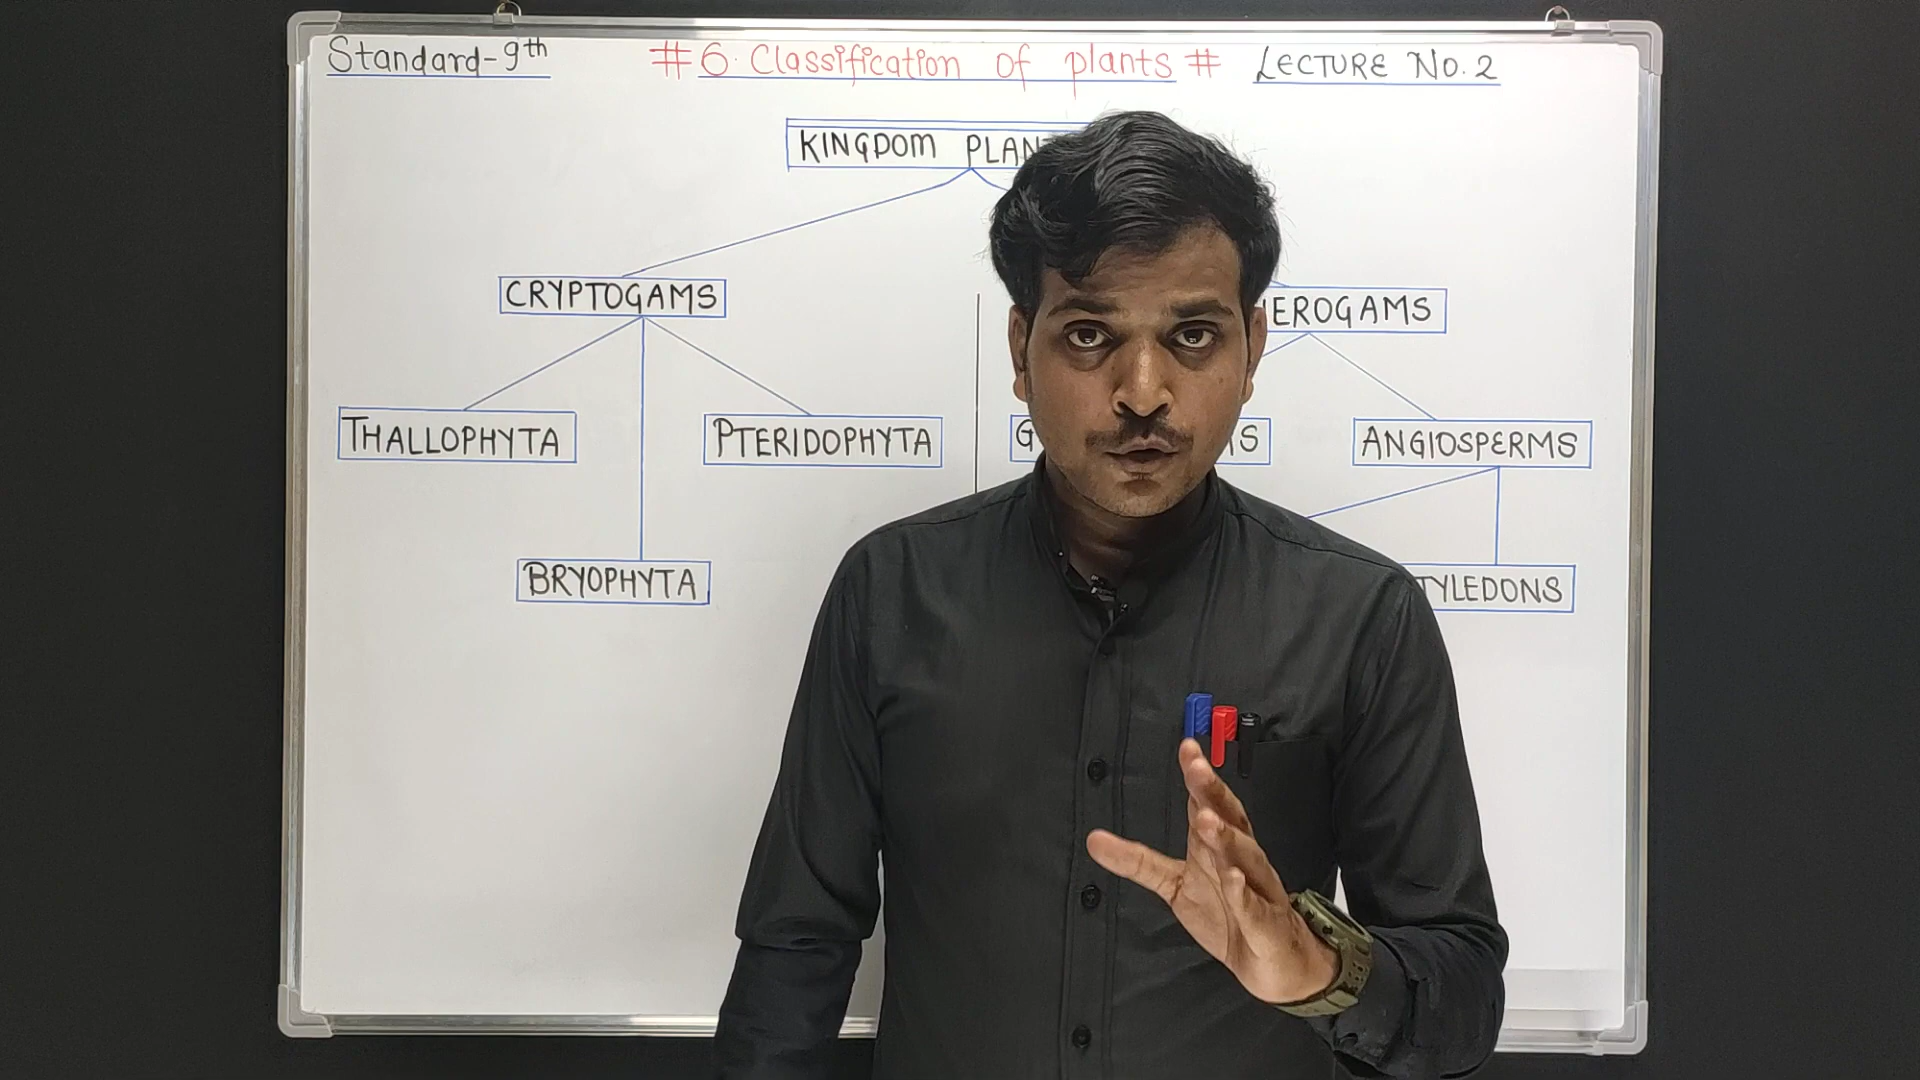 Standard-9th
#6. Classification of plants#
LECTURE NO. 2
KINGDOM
CRYPTOGAMS
THALLOPHYTA
PTERIDOPHYTA
ANGIOSPERMS
BRYOPHYTA